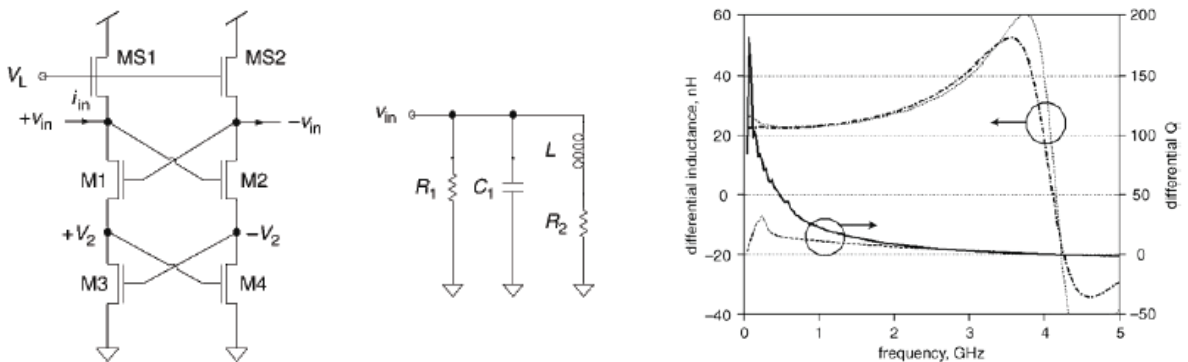 MS1
MS2
V_L
i_in
+v_in
−v_in
M1
M2
+V_2
−V_2
M3
M4
v_in
R_1
C_1
L
R_2
differential inductance, nH
60
40
20
0
−20
−40
200
150
100
50
0
−50
differential Q
0
1
2
3
4
5
frequency, GHz